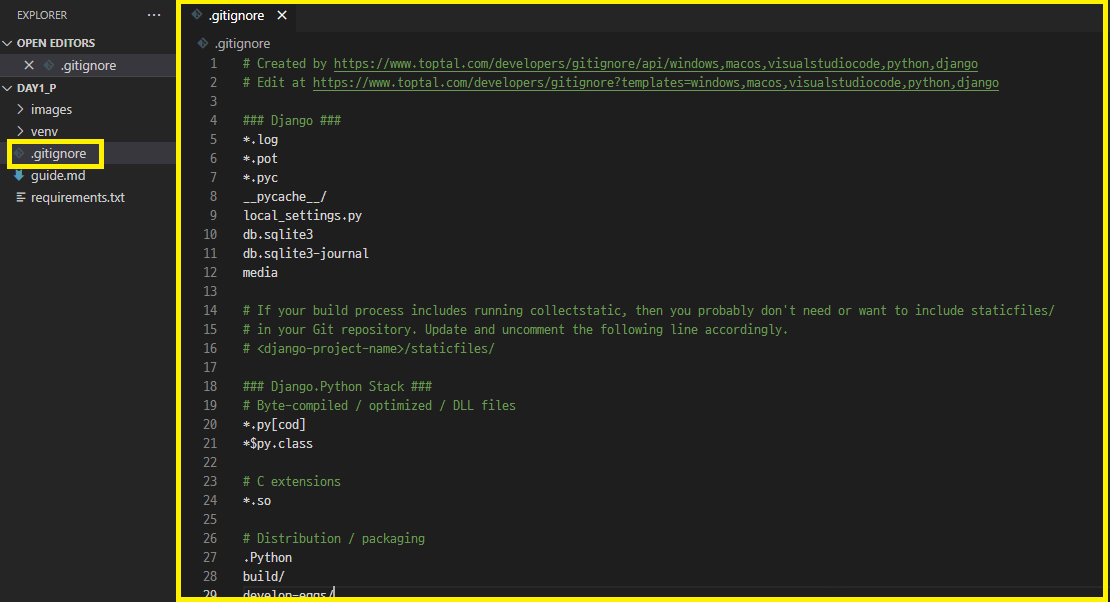 EXPLORER
OPEN EDITORS
.gitignore
DAY1_P
images
venv
.gitignore
guide.md
requirements.txt
.gitignore
.gitignore
1 # Created by https://www.toptal.com/developers/gitignore/api/windows,macos,visualstudiocode,python,django
2 # Edit at https://www.toptal.com/developers/gitignore?templates=windows,macos,visualstudiocode,python,django
3
4 ### Django ###
5 *.log
6 *.pot
7 *.pyc
8 __pycache__/
9 local_settings.py
10 db.sqlite3
11 db.sqlite3-journal
12 media
13
14 # If your build process includes running collectstatic, then you probably don't need or want to include staticfiles/
15 # in your Git repository. Update and uncomment the following line accordingly.
16 # <django-project-name>/staticfiles/
17
18 ### Django.Python Stack ###
19 # Byte-compiled / optimized / DLL files
20 *.py[cod]
21 *$py.class
22
23 # C extensions
24 *.so
25
26 # Distribution / packaging
27 .Python
28 build/
29 develop-eggs/